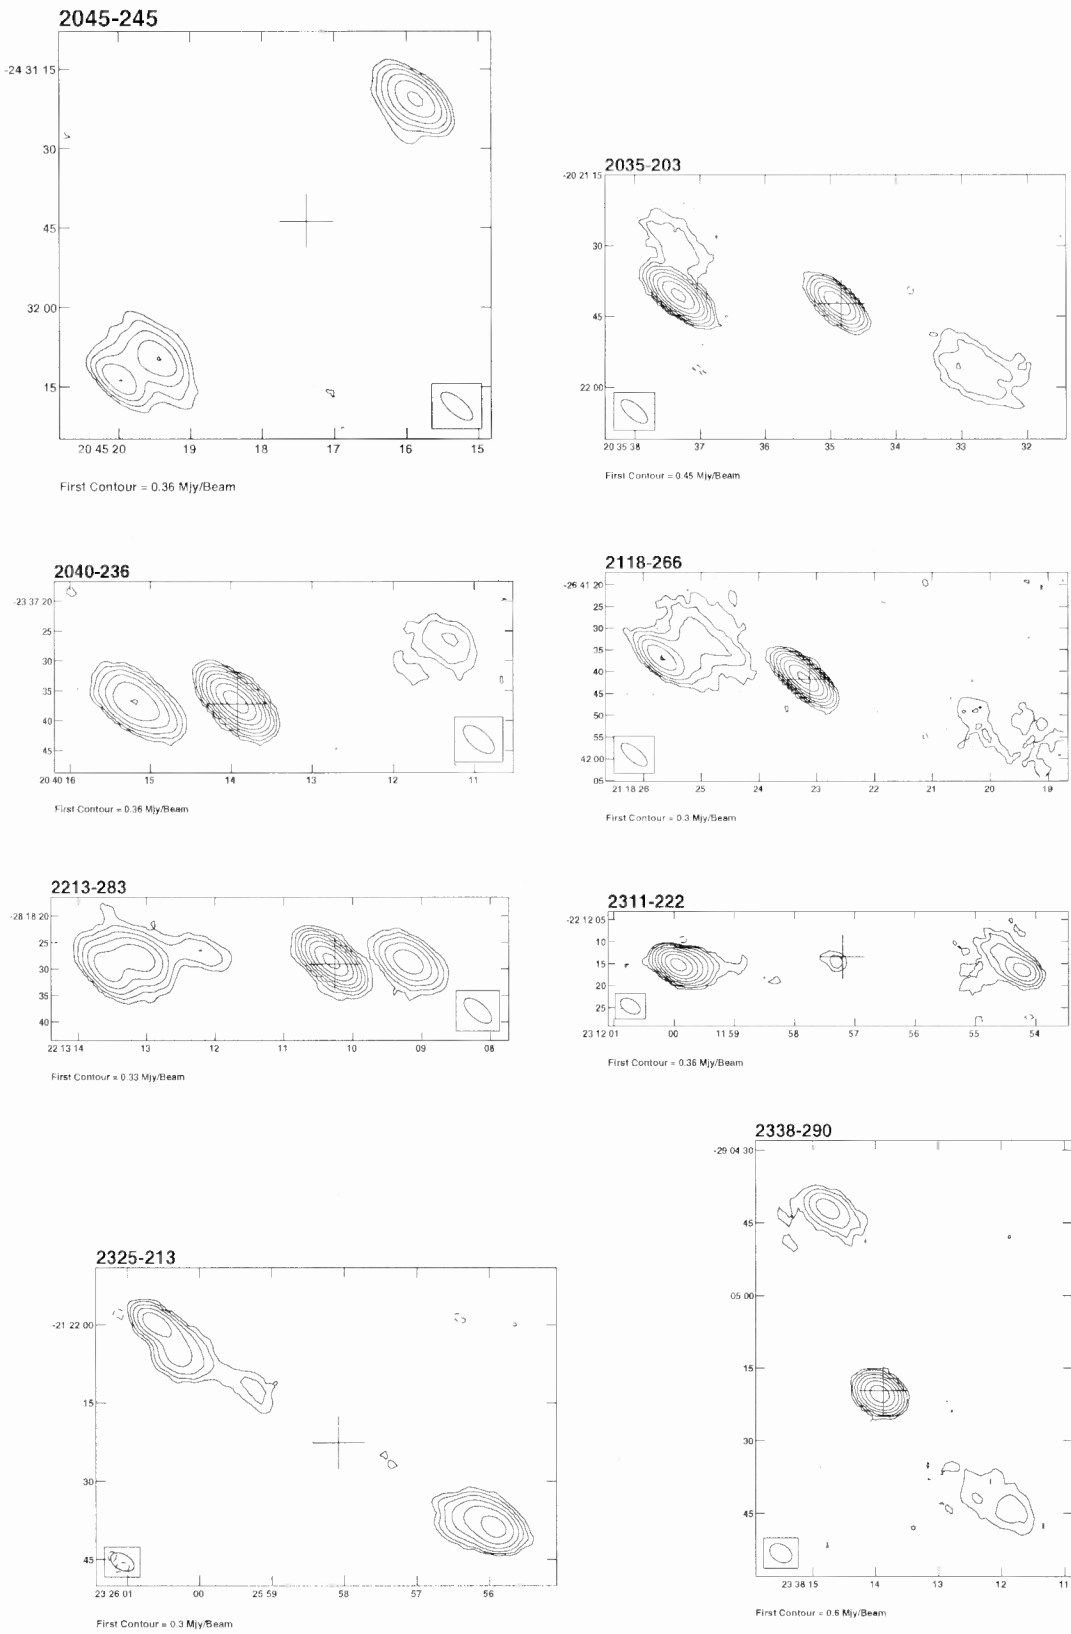 2045-245
-24 31 15
30
45
32 00
15
20 45 20 19 18 17 16 15
First Contour = 0.36 Mjy/Beam
2035-203
-20 21 15
30
45
22 00
20 35 38 37 36 35 34 33 32
First Contour = 0.45 Mjy/Beam
2040-236
-23 37 20
25
30
35
40
45
20 40 16 15 14 13 12 11
First Contour = 0.36 Mjy/Beam
2118-266
-26 41 20
25
30
35
40
45
50
55
42 00
05
21 18 26 25 24 23 22 21 20 19
First Contour = 0.3 Mjy/Beam
2213-283
-28 18 20
25
30
35
40
22 13 14 13 12 11 10 09 08
First Contour = 0.33 Mjy/Beam
2311-222
-22 12 05
10
15
20
25
23 12 01 00 11 59 58 57 56 55 54
First Contour = 0.36 Mjy/Beam
2325-213
-21 22 00
15
30
45
23 26 01 00 25 59 58 57 56
First Contour = 0.3 Mjy/Beam
2338-290
-29 04 30
45
05 00
15
30
45
23 38 15 14 13 12 11
First Contour = 0.6 Mjy/Beam